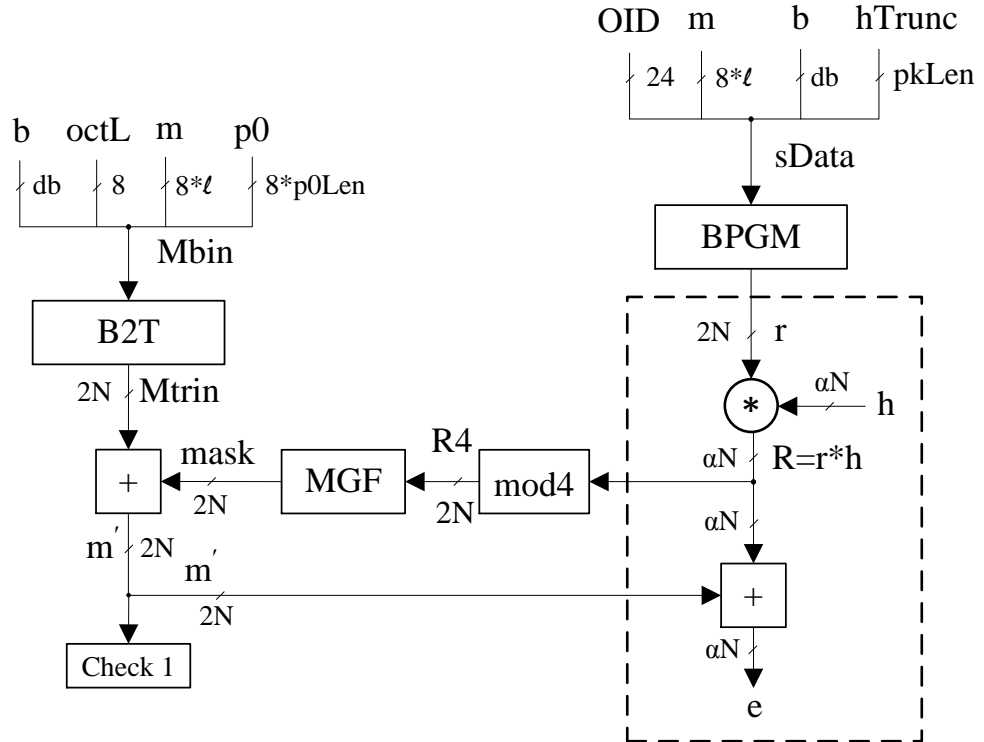 OID m b hTrunc
24 8*ℓ db pkLen
sData
BPGM
b octL m p0
db 8 8*ℓ 8*p0Len
Mbin
B2T
2N Mtrin
2N r
* αN h
αN R=r*h
+ mask 2N MGF R4 2N mod4
m′ 2N
m′ 2N
αN
+
Check 1
αN
e